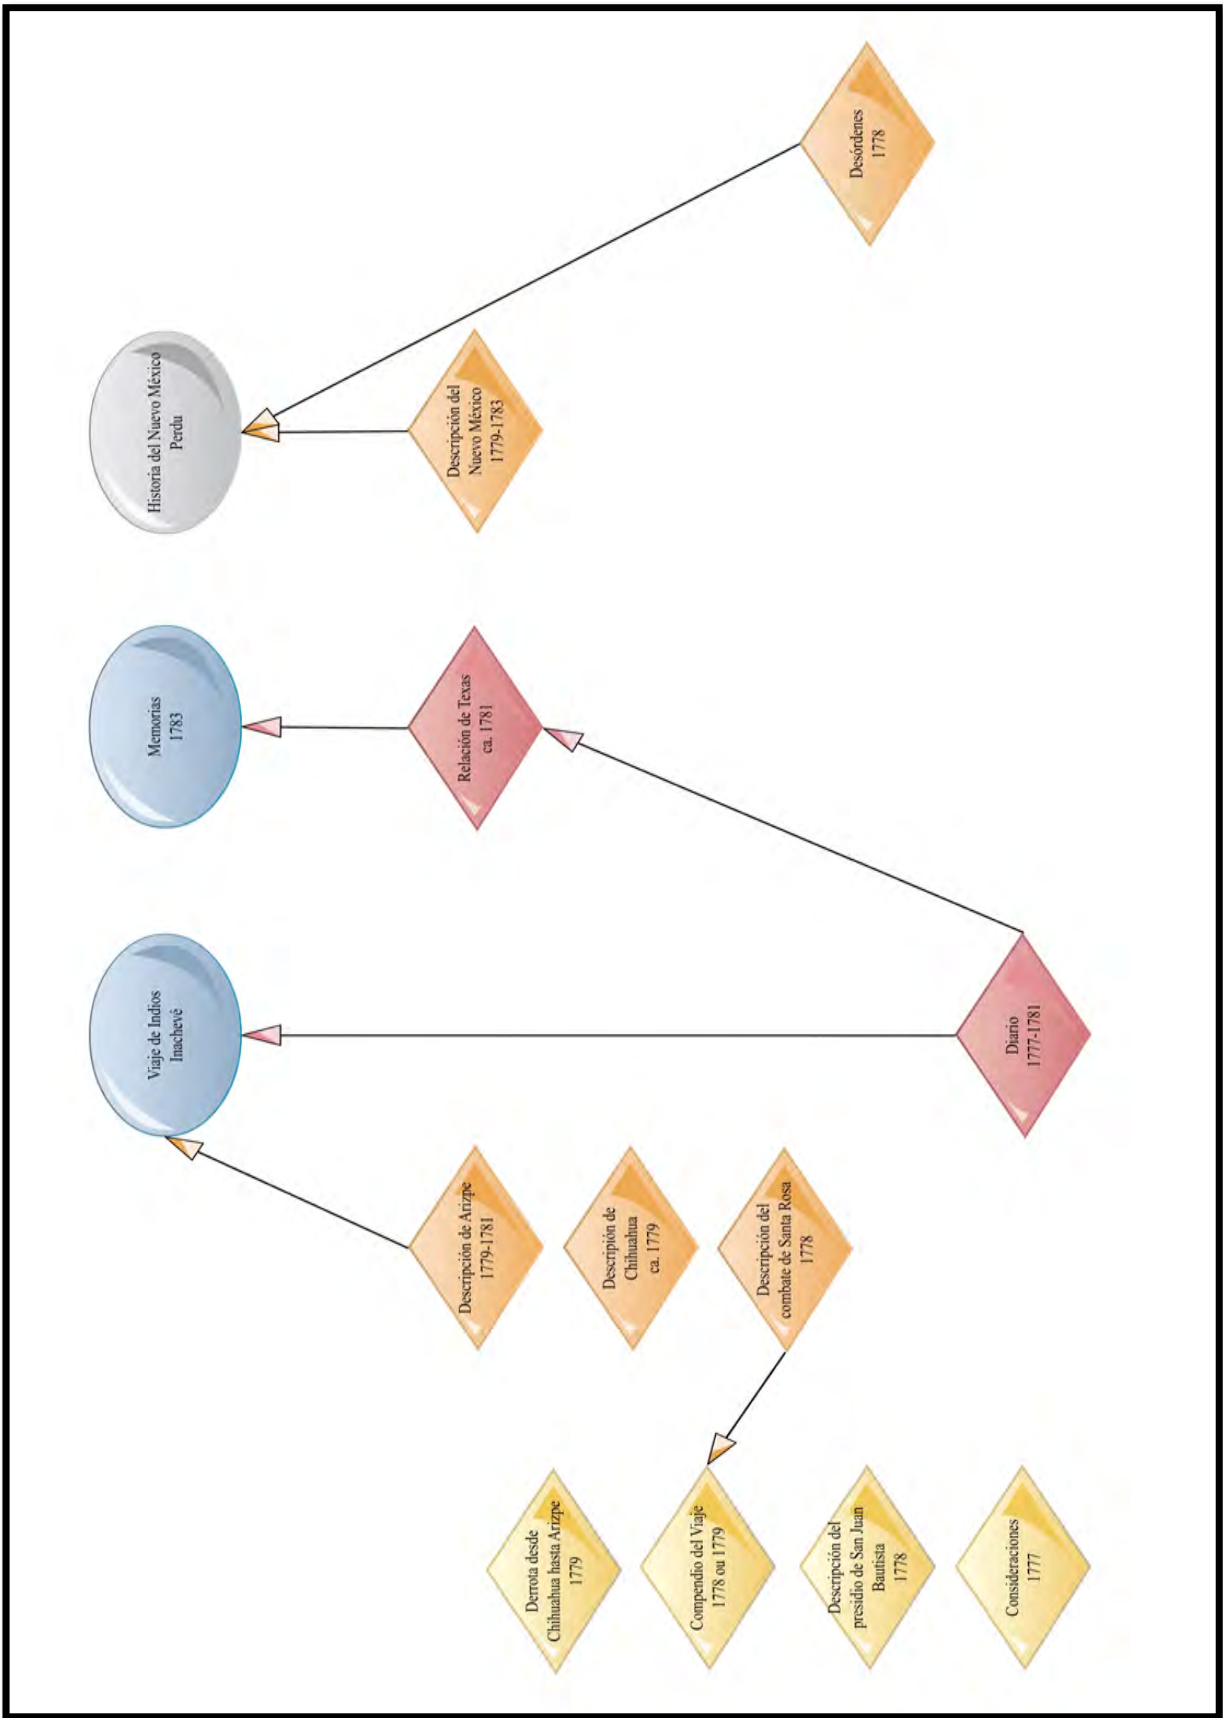 Viaje de Indios
Inachevé
Memorias
1783
Historia del Nuevo México
Perdu
Descripción de Arizpe
1779-1781
Relación de Texas
ca. 1781
Descripción del
Nuevo México
1779-1783
Derrota desde
Chihuahua hasta Arizpe
1779
Descripión de
Chihuahua
ca. 1779
Compendio del Viaje
1778 ou 1779
Descripción del
combate de Santa Rosa
1778
Descripción del
presidio de San Juan
Bautista
1778
Desórdenes
1778
Consideraciones
1777
Diario
1777-1781